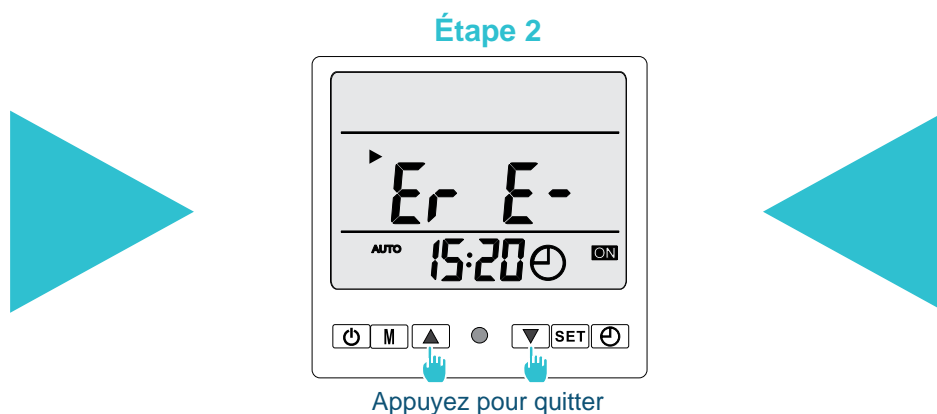 Étape 2
Er E-
AUTO 15:20 ON
M SET
Appuyez pour quitter